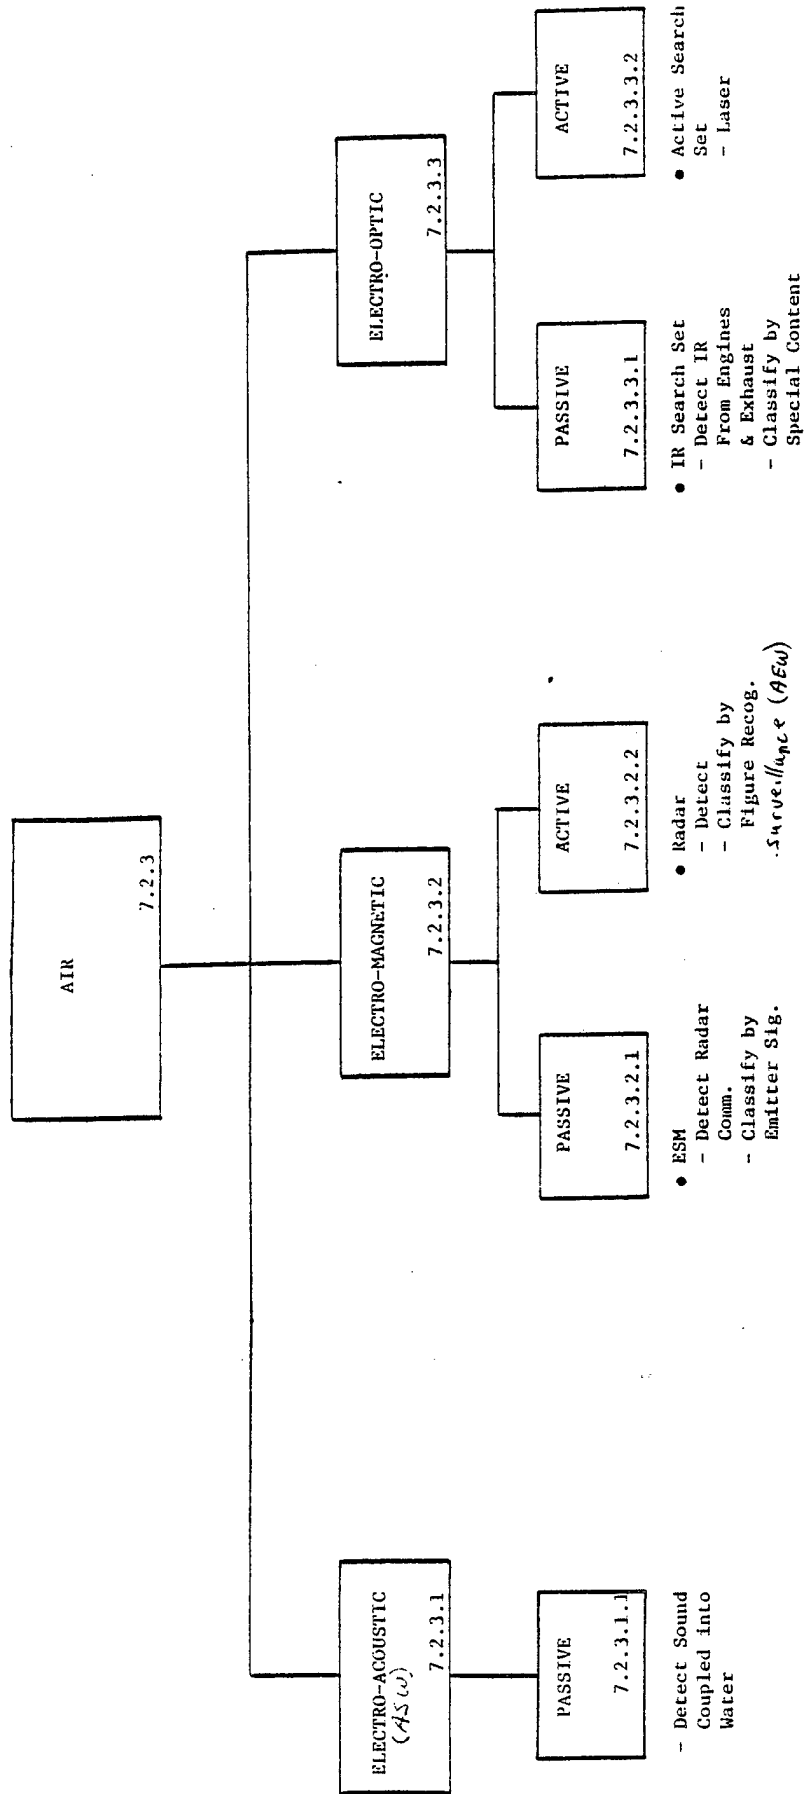 AIR
7.2.3
ELECTRO-ACOUSTIC
(ASW)
7.2.3.1
ELECTRO-MAGNETIC
7.2.3.2
ELECTRO-OPTIC
7.2.3.3
PASSIVE
7.2.3.1.1
- Detect Sound
Coupled into
Water
PASSIVE
7.2.3.2.1
● ESM
- Detect Radar
Comm.
- Classify by
Emitter Sig.
ACTIVE
7.2.3.2.2
● Radar
- Detect
- Classify by
Figure Recog.
. Surveillance (AEW)
PASSIVE
7.2.3.3.1
● IR Search Set
- Detect IR
From Engines
& Exhaust
- Classify by
Special Content
ACTIVE
7.2.3.3.2
● Active Search
Set
- Laser